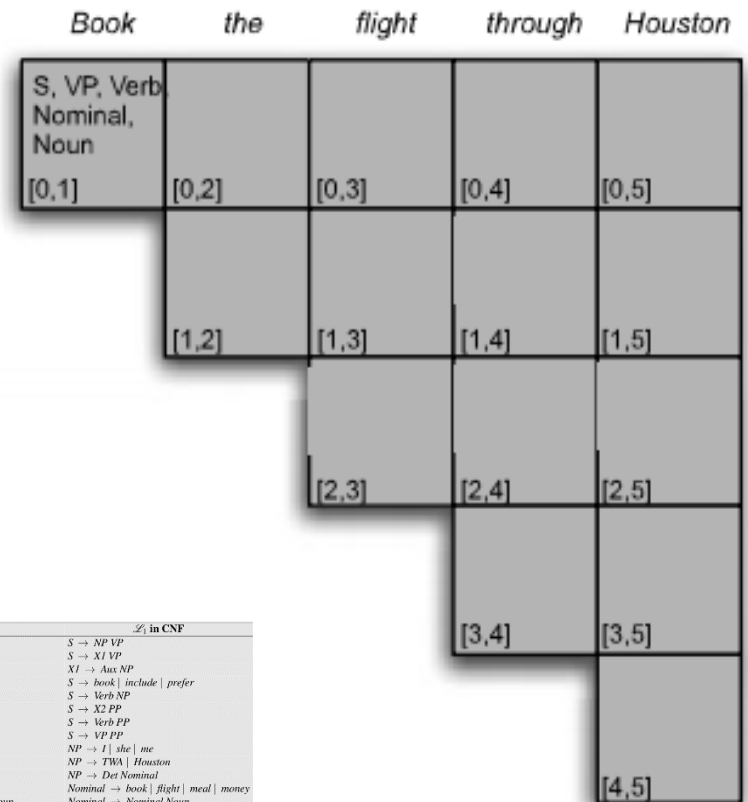 Book the flight through Houston
S, VP, Verb,
Nominal,
Noun
[0,1] [0,2] [0,3] [0,4] [0,5]
[1,2] [1,3] [1,4] [1,5]
[2,3] [2,4] [2,5]
[3,4] [3,5]
[4,5]
ℒ₁ in CNF
S → NP VP
S → X1 VP
X1 → Aux NP
S → book | include | prefer
S → Verb NP
S → X2 PP
S → Verb PP
S → VP PP
NP → I | she | me
NP → TWA | Houston
NP → Det Nominal
Nominal → book | flight | meal | money
Nominal → Nominal Noun